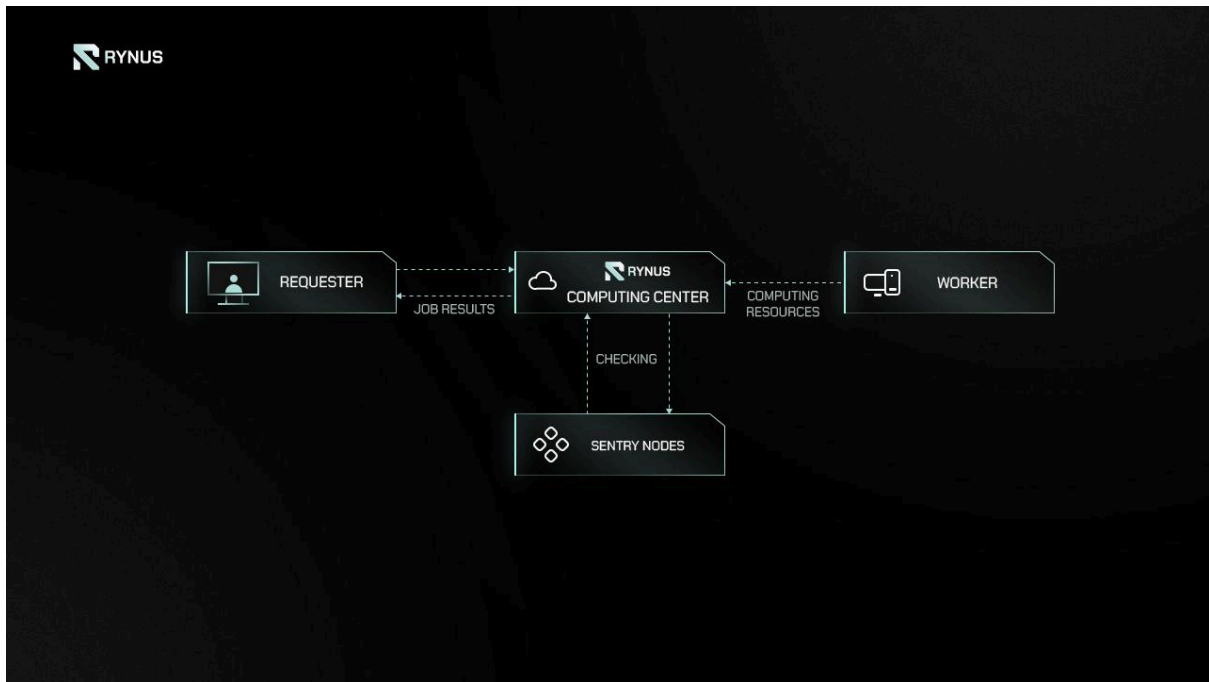 RYNUS
REQUESTER
JOB RESULTS
RYNUS
COMPUTING CENTER
COMPUTING
RESOURCES
WORKER
CHECKING
SENTRY NODES